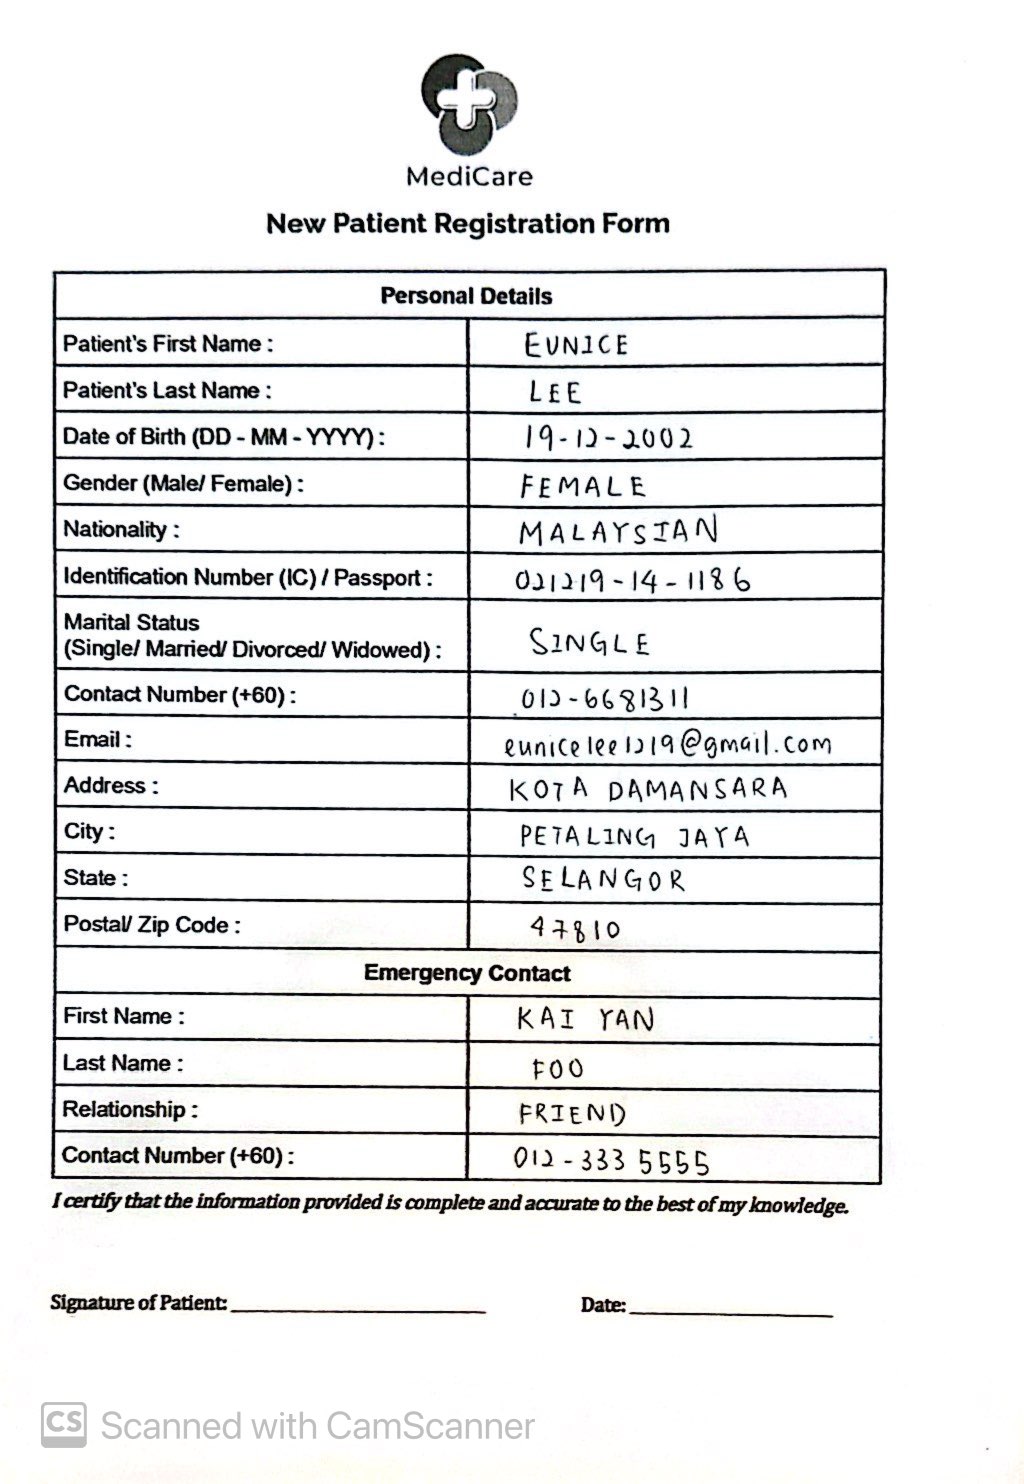 MediCare
New Patient Registration Form
Personal Details
Patient's First Name : EUNICE
Patient's Last Name : LEE
Date of Birth (DD - MM - YYYY) : 19-12-2002
Gender (Male/ Female) : FEMALE
Nationality : MALAYSIAN
Identification Number (IC) / Passport : 021219-14-1186
Marital Status
(Single/ Married/ Divorced/ Widowed) : SINGLE
Contact Number (+60) : 012-6681311
Email : eunicelee1219@gmail.com
Address : KOTA DAMANSARA
City : PETALING JAYA
State : SELANGOR
Postal/ Zip Code : 47810
Emergency Contact
First Name : KAI YAN
Last Name : FOO
Relationship : FRIEND
Contact Number (+60) : 012-333 5555
I certify that the information provided is complete and accurate to the best of my knowledge.
Signature of Patient: Date:
CS Scanned with CamScanner